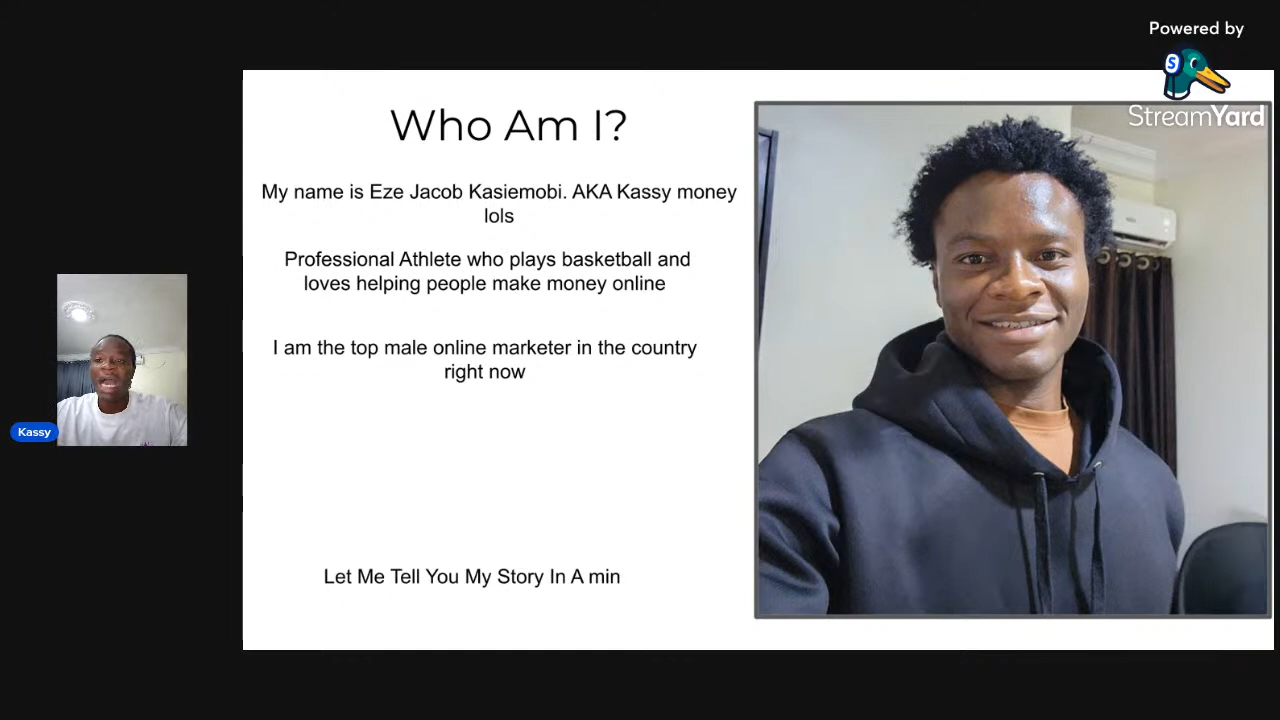 Powered by
S
StreamYard
Who Am I?
My name is Eze Jacob Kasiemobi. AKA Kassy money
lols
Professional Athlete who plays basketball and
loves helping people make money online
I am the top male online marketer in the country
right now
Kassy
Let Me Tell You My Story In A min